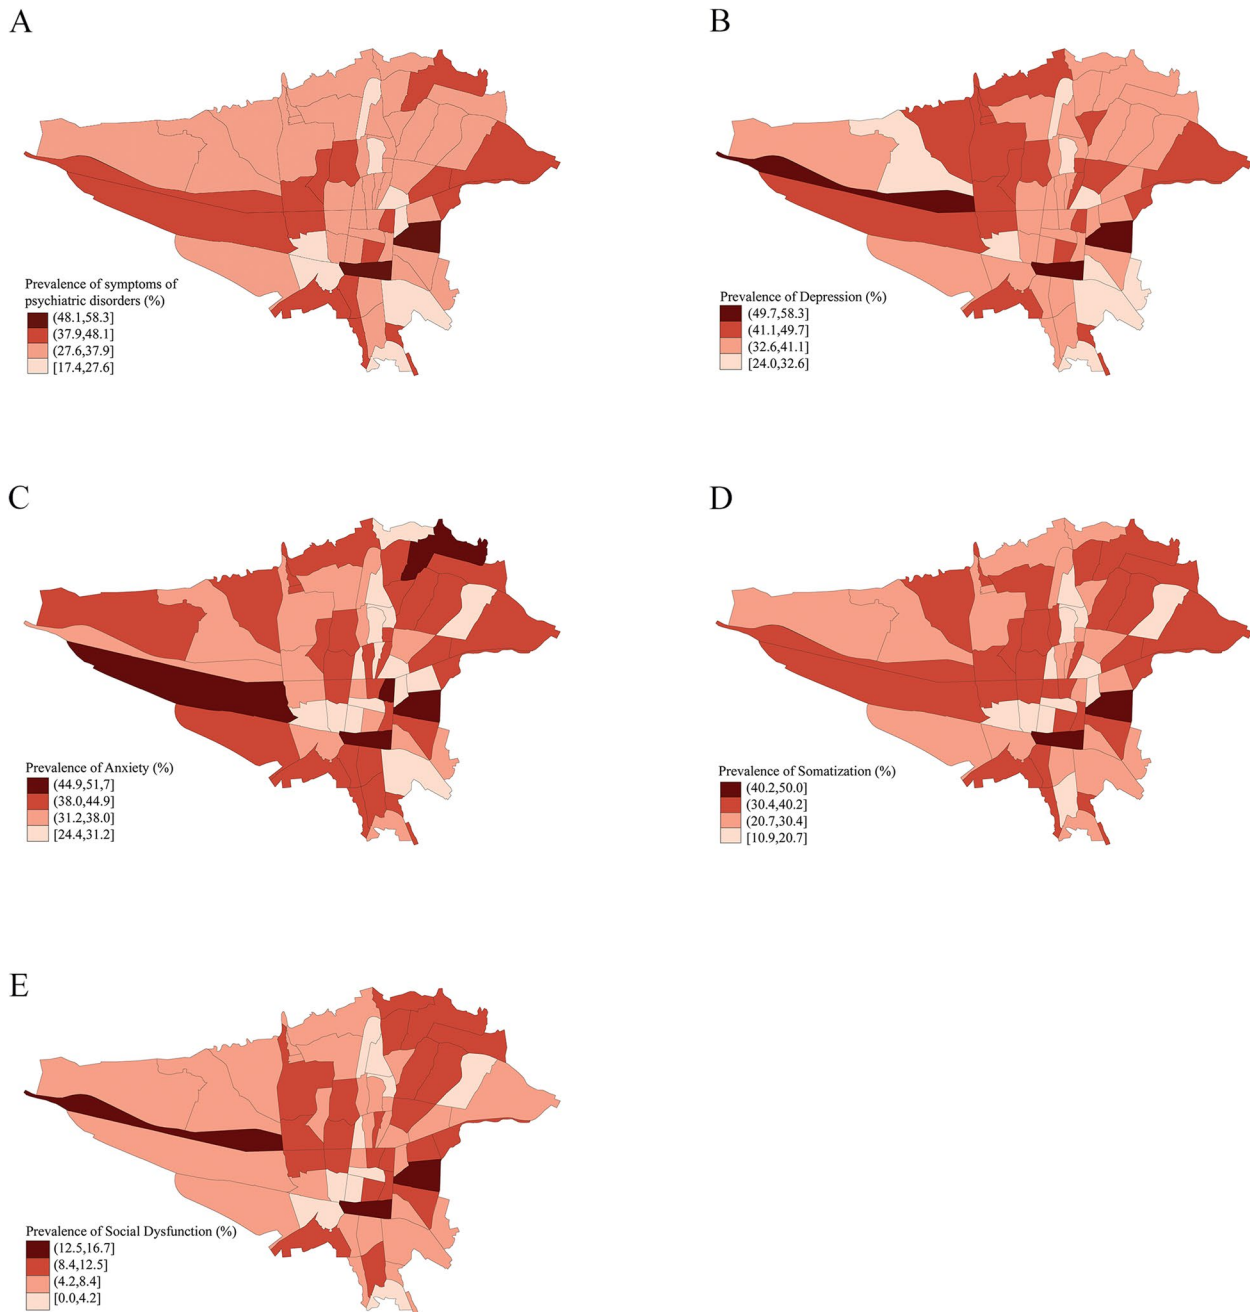 A
B
Prevalence of symptoms of
psychiatric disorders (%)
(48.1,58.3]
(37.9,48.1]
(27.6,37.9]
[17.4,27.6]
Prevalence of Depression (%)
(49.7,58.3]
(41.1,49.7]
(32.6,41.1]
[24.0,32.6]
C
D
Prevalence of Anxiety (%)
(44.9,51,7]
(38.0,44.9]
(31.2,38.0]
[24.4,31.2]
Prevalence of Somatization (%)
(40.2,50.0]
(30.4,40.2]
(20.7,30.4]
[10.9,20.7]
E
Prevalence of Social Dysfunction (%)
(12.5,16.7]
(8.4,12.5]
(4.2,8.4]
[0.0,4.2]